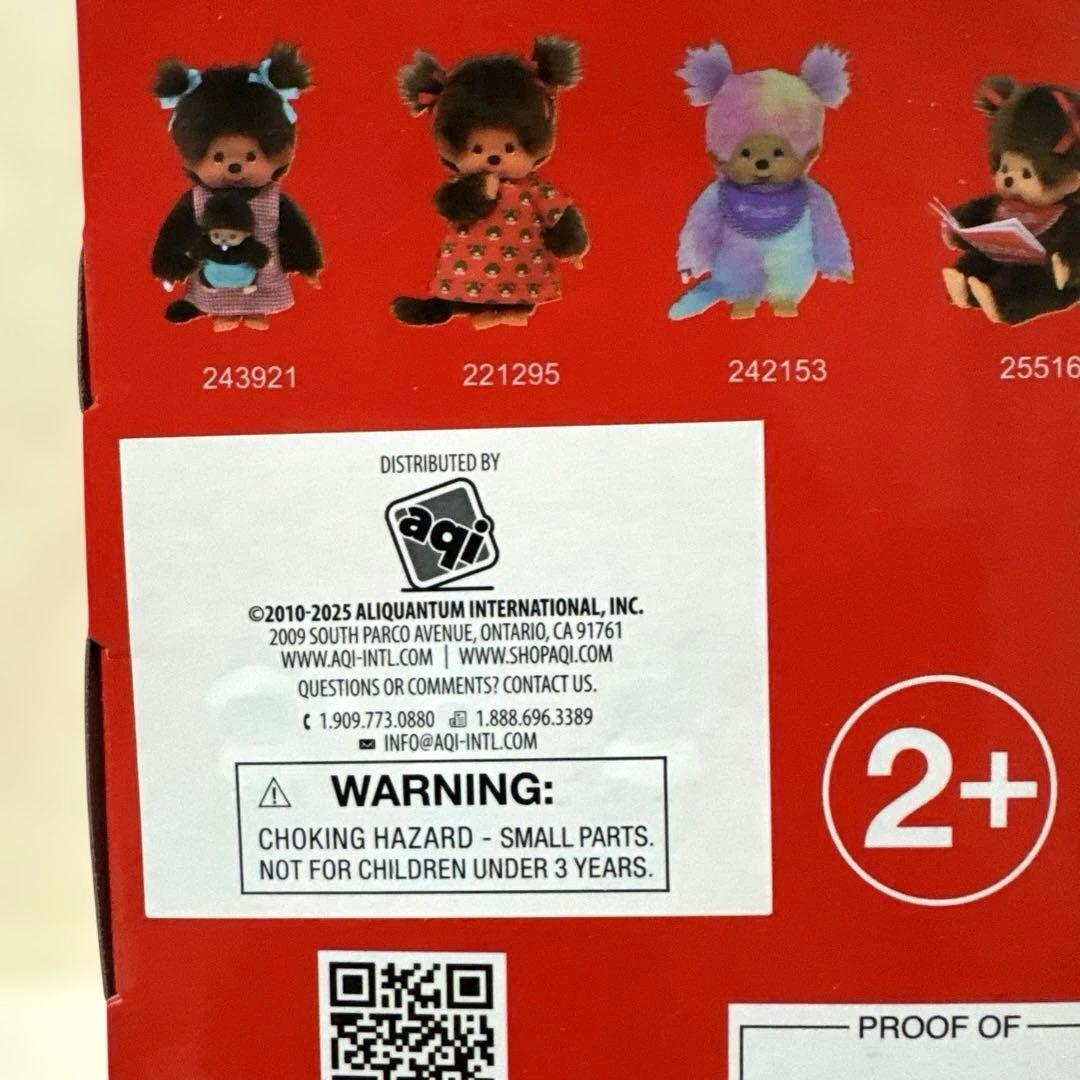 243921
221295
242153
25516
DISTRIBUTED BY
aqi
©2010-2025 ALIQUANTUM INTERNATIONAL, INC.
2009 SOUTH PARCO AVENUE, ONTARIO, CA 91761
WWW.AQI-INTL.COM | WWW.SHOPAQI.COM
QUESTIONS OR COMMENTS? CONTACT US.
1.909.773.0880 1.888.696.3389
INFO@AQI-INTL.COM
WARNING:
CHOKING HAZARD - SMALL PARTS.
NOT FOR CHILDREN UNDER 3 YEARS.
2+
PROOF OF